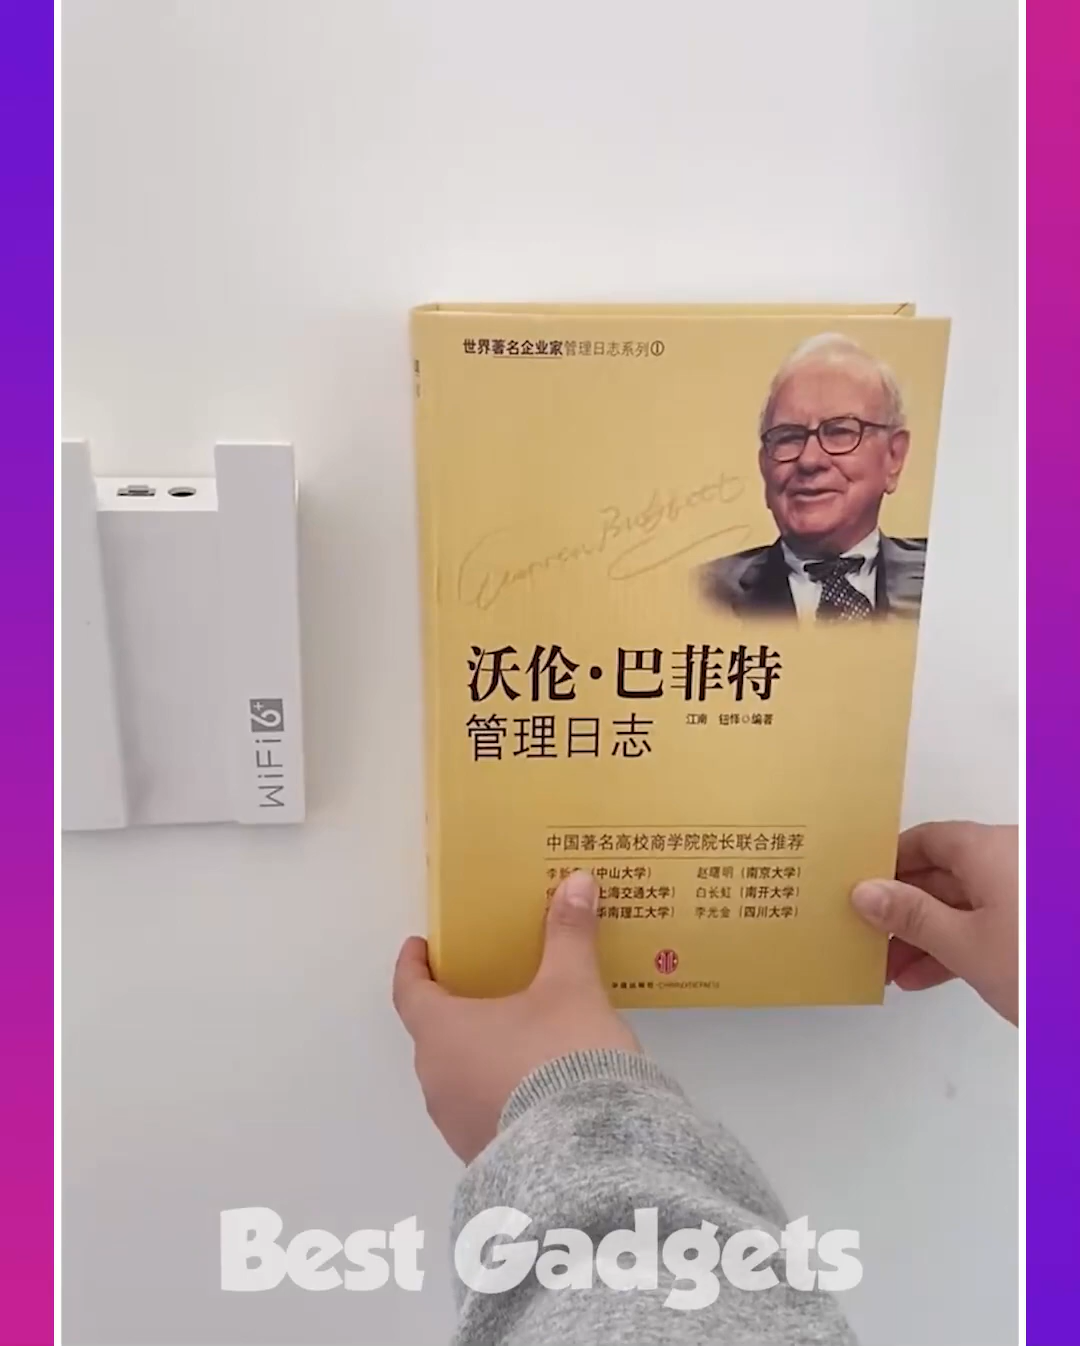 世界著名企业家管理日志系列①
Warren Buffett
沃伦·巴菲特
管理日志
江南 编著
中国著名高校商学院院长联合推荐
(中山大学) 赵曙明 (南京大学)
上海交通大学) 白长虹 (南开大学)
华南理工大学) 李光金 (四川大学)
WiFi 6+
Best Gadgets